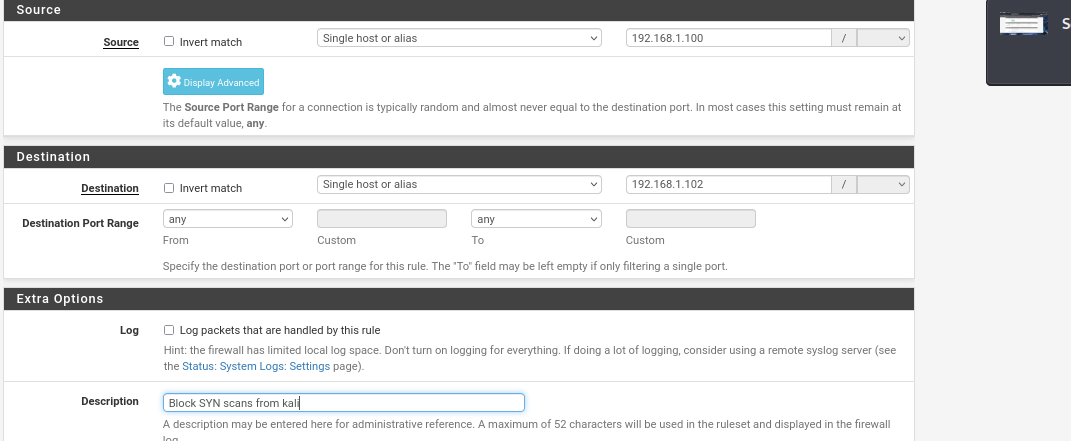 Source
Source Invert match Single host or alias 192.168.1.100 /
Display Advanced
The Source Port Range for a connection is typically random and almost never equal to the destination port. In most cases this setting must remain at
its default value, any.
Destination
Destination Invert match Single host or alias 192.168.1.102 /
Destination Port Range any any
From Custom To Custom
Specify the destination port or port range for this rule. The "To" field may be left empty if only filtering a single port.
Extra Options
Log Log packets that are handled by this rule
Hint: the firewall has limited local log space. Don't turn on logging for everything. If doing a lot of logging, consider using a remote syslog server (see
the Status: System Logs: Settings page).
Description Block SYN scans from kali
A description may be entered here for administrative reference. A maximum of 52 characters will be used in the ruleset and displayed in the firewall
log.
S